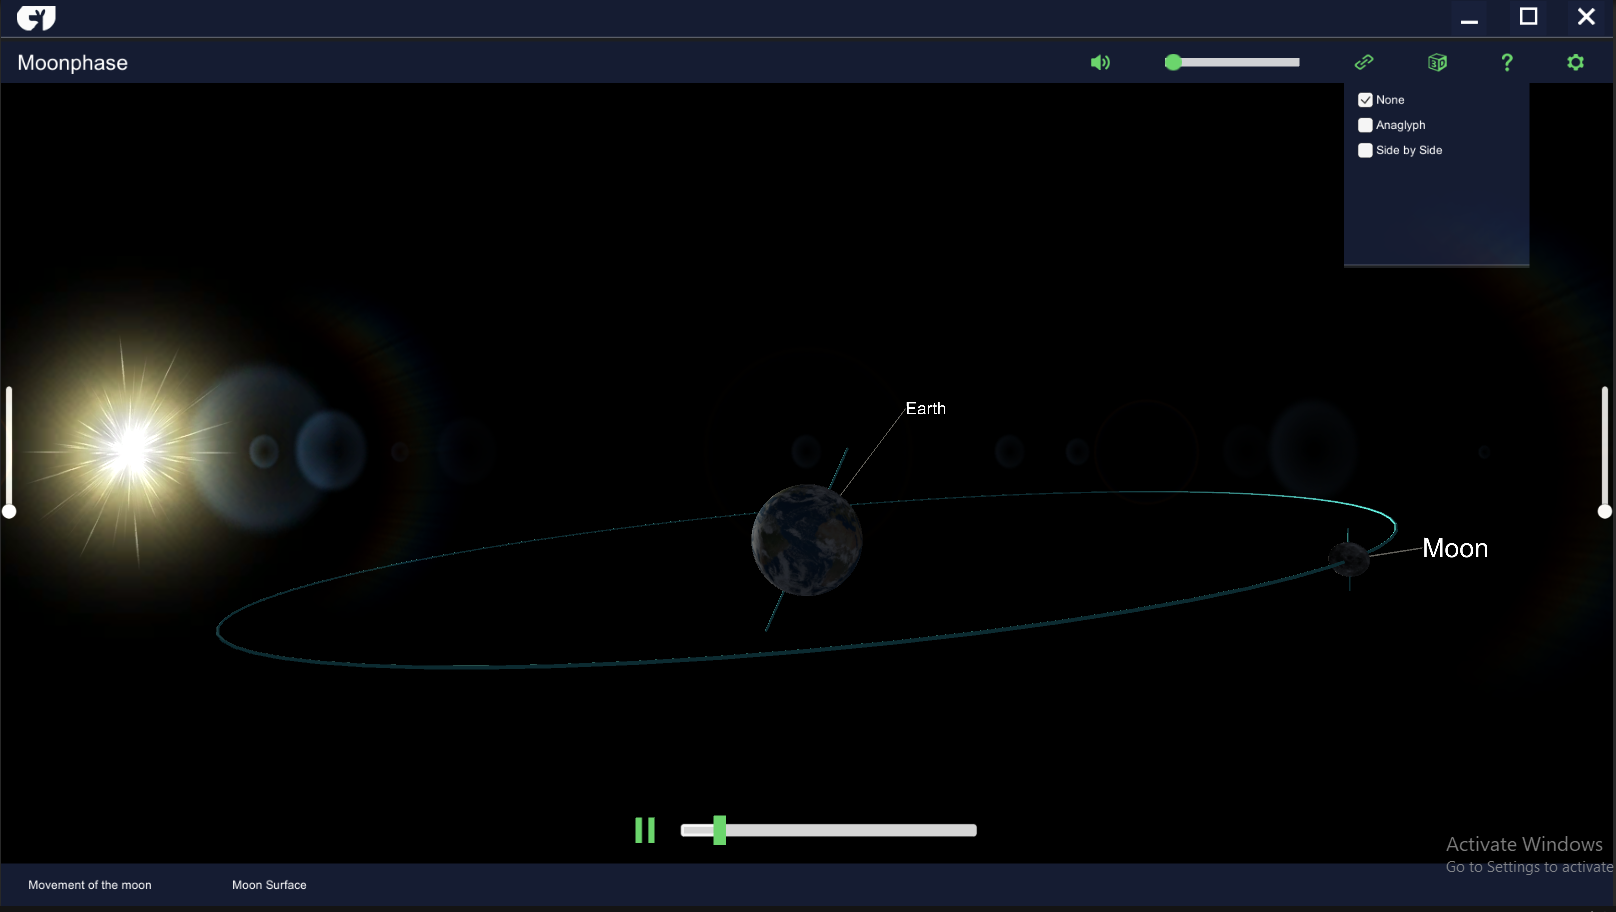 Moonphase
None
Anaglyph
Side by Side
Earth
Moon
Activate Windows
Go to Settings to activate
Movement of the moon
Moon Surface